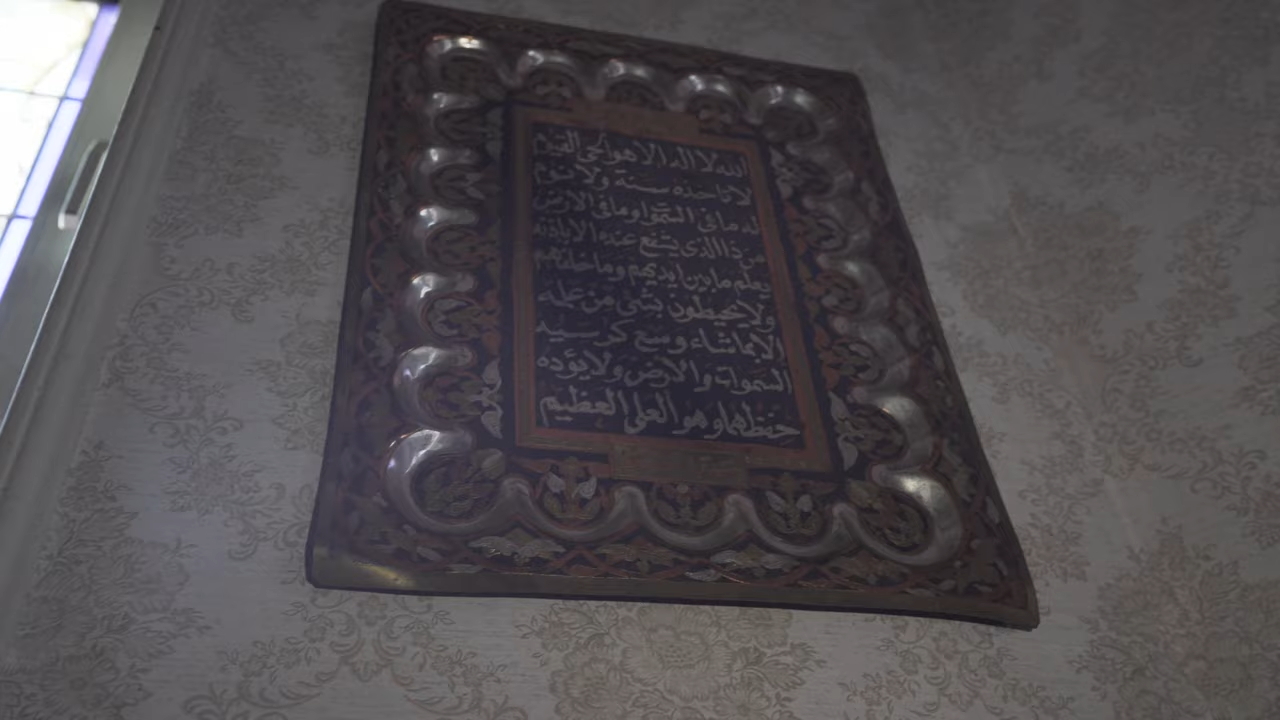 الله لا اله الا هو الحي القيوم
لا تاخذه سنة ولا نوم
له ما في السموا وما في الارض
من ذا الذي يشفع عنده الا باذنه
يعلم ما بين ايديهم وما خلفهم
ولا يحيطون بشي من علمه
الا بما شاء وسع كرسيه
السموات والارض ولا يؤده
حفظهما وهو العلي العظيم